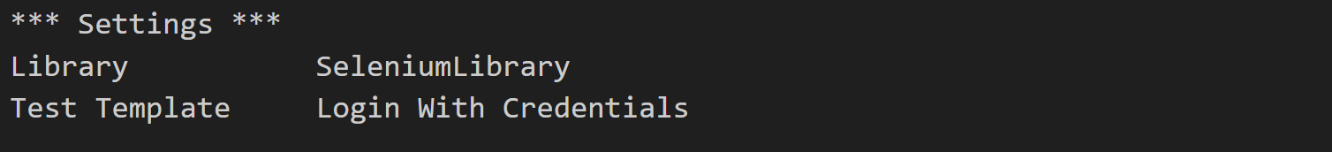 *** Settings ***
Library          SeleniumLibrary
Test Template    Login With Credentials